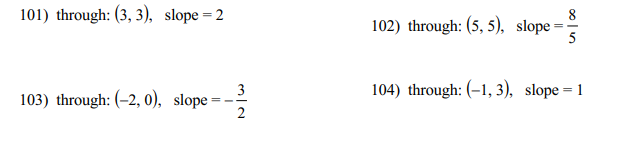 101) through: (3, 3), slope = 2
102) through: (5, 5), slope = 8/5
103) through: (–2, 0), slope = – 3/2
104) through: (–1, 3), slope = 1